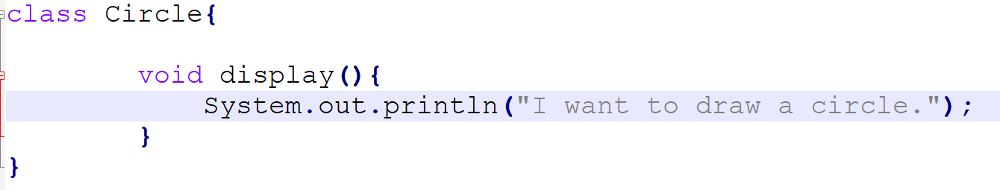 class Circle{
void display(){
System.out.println("I want to draw a circle.");
}
}